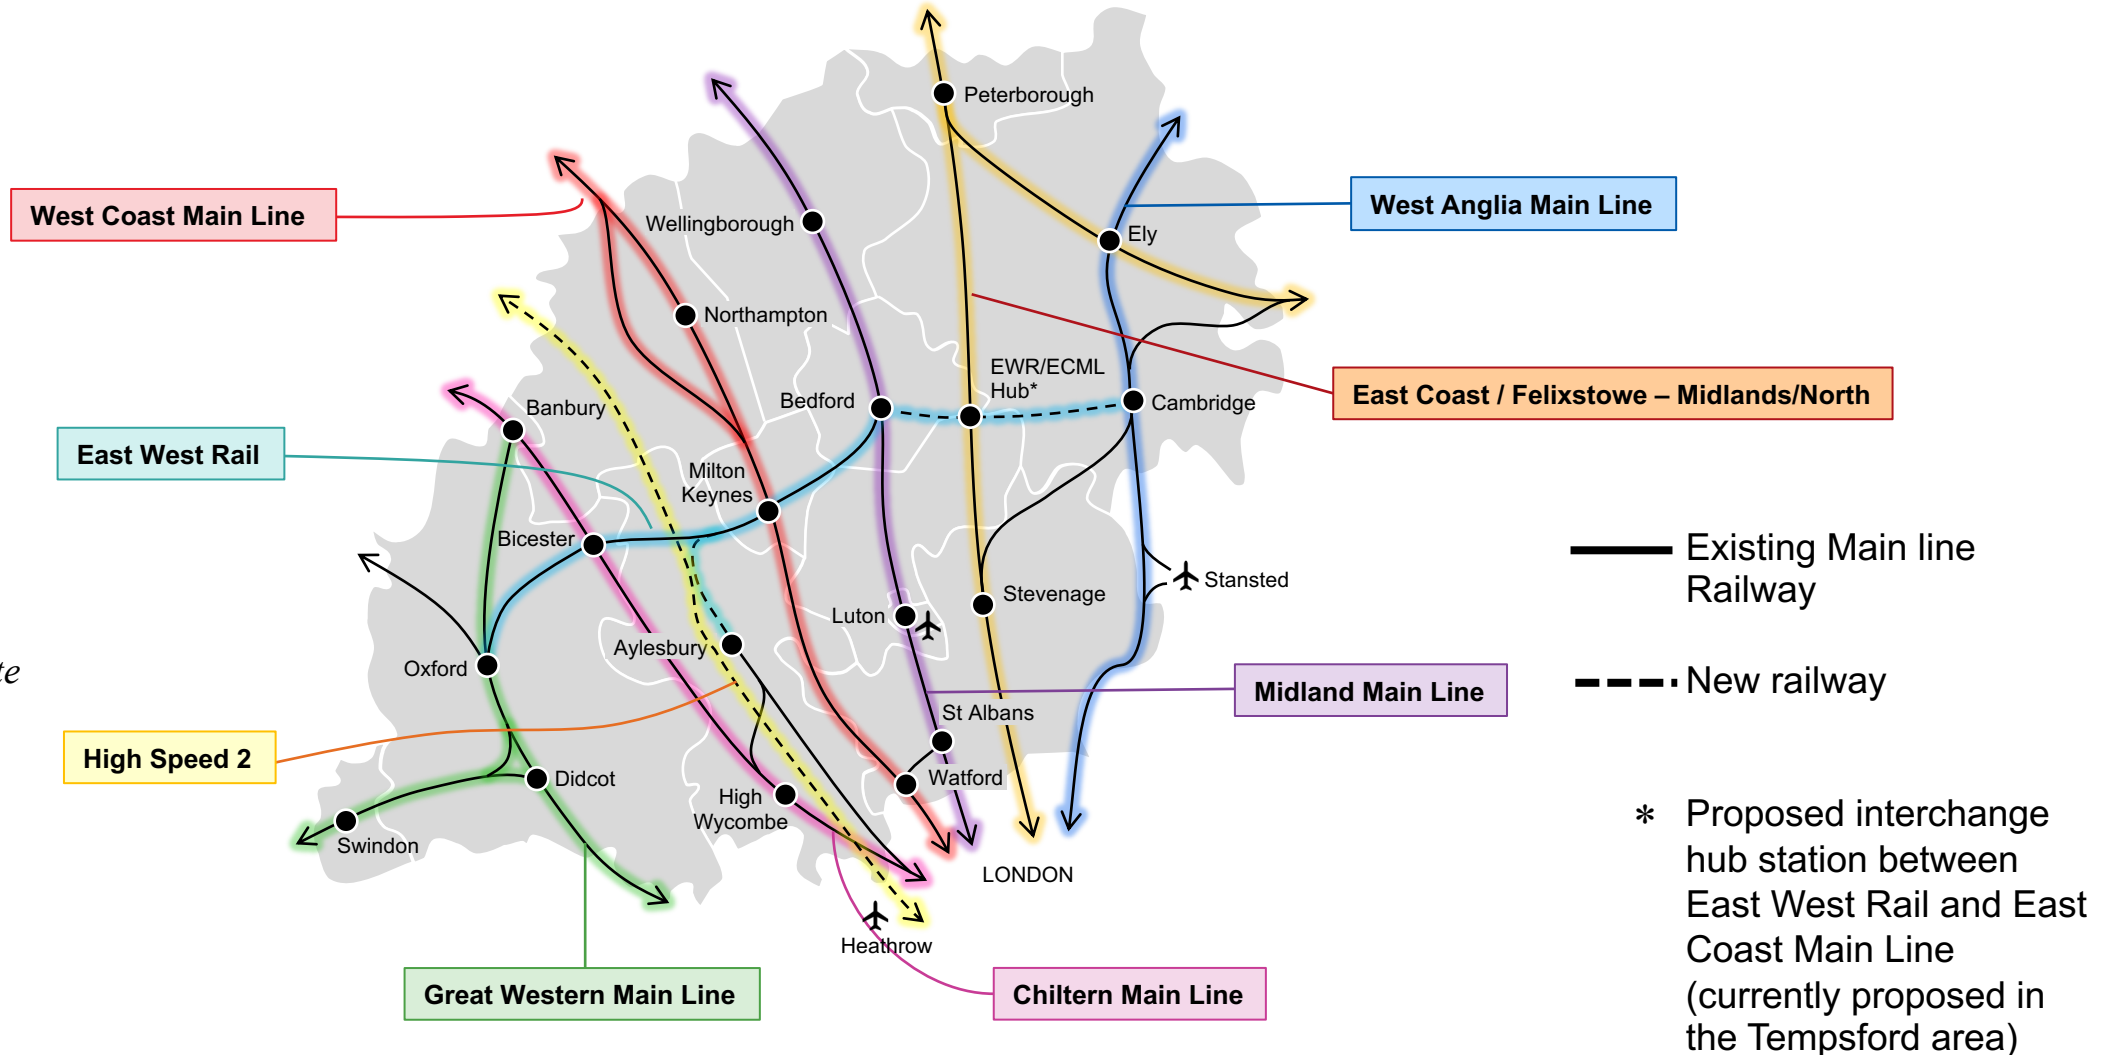 Peterborough
West Coast Main Line
West Anglia Main Line
Wellingborough
Ely
Northampton
EWR/ECML
Hub*
East Coast / Felixstowe – Midlands/North
Banbury
Bedford
Cambridge
East West Rail
Milton
Keynes
Bicester
Existing Main line
Railway
Stansted
Stevenage
Luton
Aylesbury
Oxford
New railway
Midland Main Line
St Albans
High Speed 2
Didcot
Watford
High
Wycombe
Swindon
LONDON
Heathrow
Great Western Main Line
Chiltern Main Line
* Proposed interchange
hub station between
East West Rail and East
Coast Main Line
(currently proposed in
the Tempsford area)